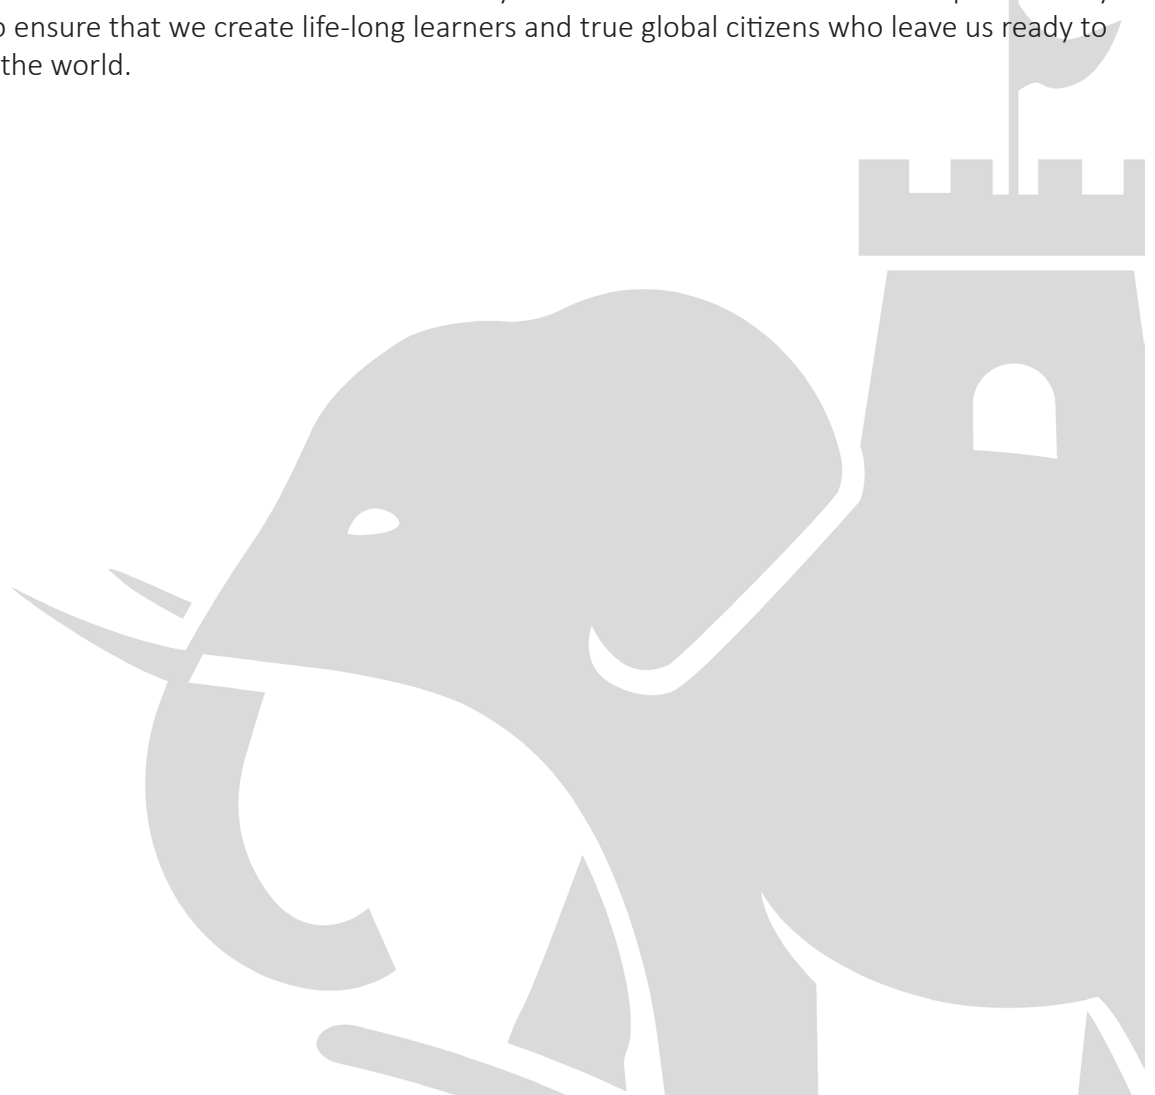 ensure that we create life-long learners and true global citizens who leave us ready to
the world.